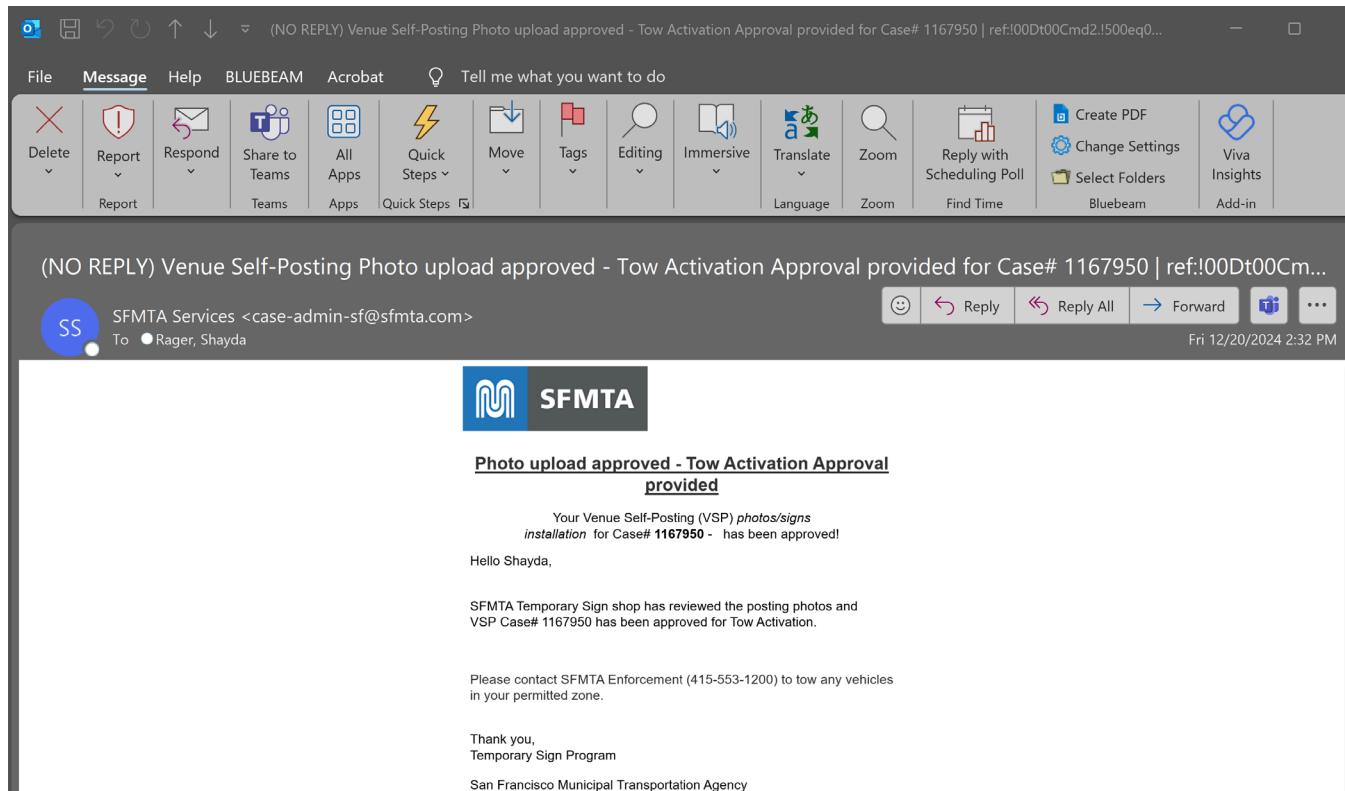 (NO REPLY) Venue Self-Posting Photo upload approved - Tow Activation Approval provided for Case# 1167950 | ref:!00Dt00Cmd2.!500eq0...
File Message Help BLUEBEAM Acrobat Tell me what you want to do
Delete
Report
Respond
Share to Teams
All Apps
Quick Steps
Move
Tags
Editing
Immersive
Translate
Zoom
Reply with Scheduling Poll
Create PDF
Change Settings
Select Folders
Viva Insights
Report Teams Apps Quick Steps Language Zoom Find Time Bluebeam Add-in
(NO REPLY) Venue Self-Posting Photo upload approved - Tow Activation Approval provided for Case# 1167950 | ref:!00Dt00Cm...
SS
SFMTA Services <case-admin-sf@sfmta.com>
To Rager, Shayda
Reply Reply All Forward
Fri 12/20/2024 2:32 PM
SFMTA
Photo upload approved - Tow Activation Approval
provided
Your Venue Self-Posting (VSP) photos/signs
installation for Case# 1167950 - has been approved!
Hello Shayda,
SFMTA Temporary Sign shop has reviewed the posting photos and
VSP Case# 1167950 has been approved for Tow Activation.
Please contact SFMTA Enforcement (415-553-1200) to tow any vehicles
in your permitted zone.
Thank you,
Temporary Sign Program
San Francisco Municipal Transportation Agency